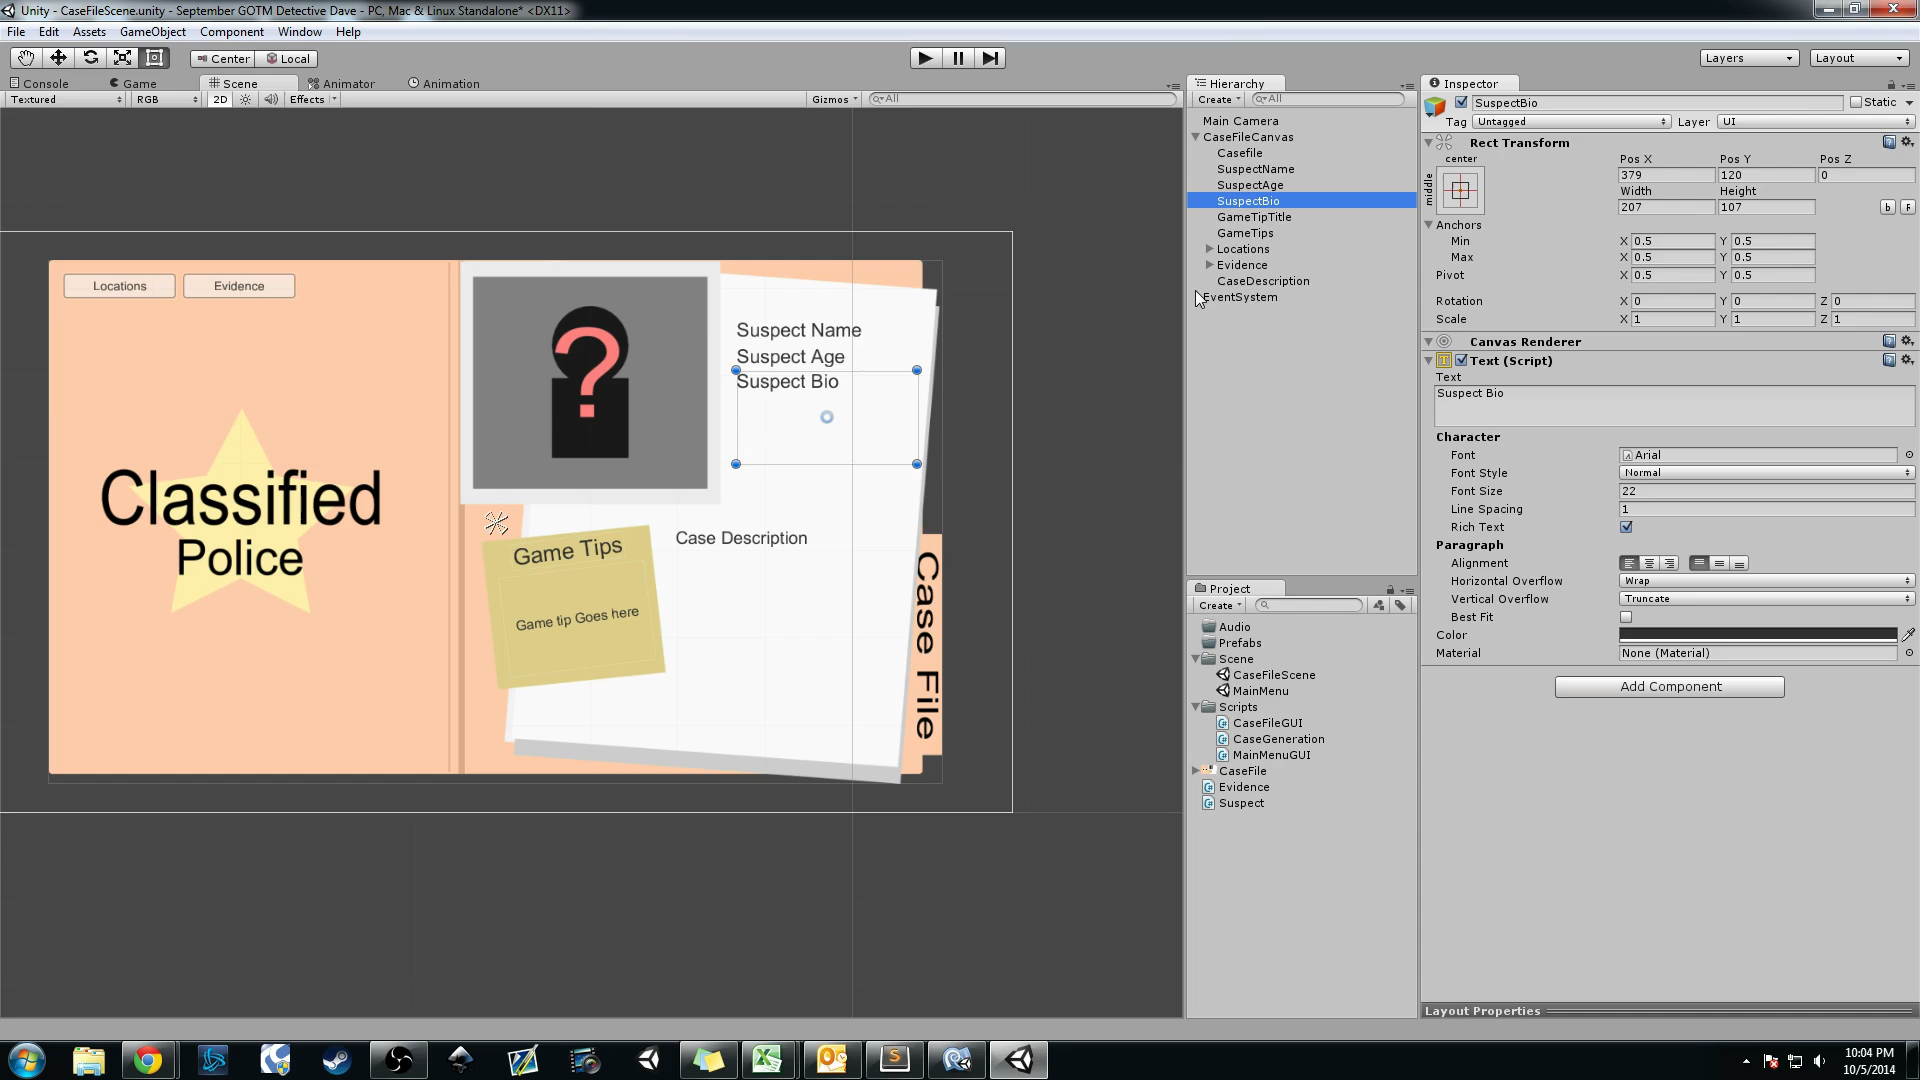 Unity - CaseFileScene.unity - September GOTM Detective Dave - PC, Mac & Linux Standalone* <DX11>
File Edit Assets GameObject Component Window Help
Center Local
Layers Layout
Console Game Scene Animator Animation
Textured RGB 2D Effects Gizmos All
Locations Evidence
Classified
Police
Suspect Name
Suspect Age
Suspect Bio
Case Description
Game Tips
Game tip Goes here
Case File
Hierarchy
Create All
Main Camera
CaseFileCanvas
Casefile
SuspectName
SuspectAge
SuspectBio
GameTipTitle
GameTips
Locations
Evidence
CaseDescription
EventSystem
Project
Create
Audio
Prefabs
Scene
CaseFileScene
MainMenu
Scripts
CaseFileGUI
CaseGeneration
MainMenuGUI
CaseFile
Evidence
Suspect
Inspector
SuspectBio Static
Tag Untagged Layer UI
Rect Transform
center
middle
Pos X Pos Y Pos Z
379 120 0
Width Height
207 107
Anchors
Min X 0.5 Y 0.5
Max X 0.5 Y 0.5
Pivot X 0.5 Y 0.5
Rotation X 0 Y 0 Z 0
Scale X 1 Y 1 Z 1
Canvas Renderer
Text (Script)
Text
Suspect Bio
Character
Font Arial
Font Style Normal
Font Size 22
Line Spacing 1
Rich Text
Paragraph
Alignment
Horizontal Overflow Wrap
Vertical Overflow Truncate
Best Fit
Color
Material None (Material)
Add Component
Layout Properties
10:04 PM
10/5/2014